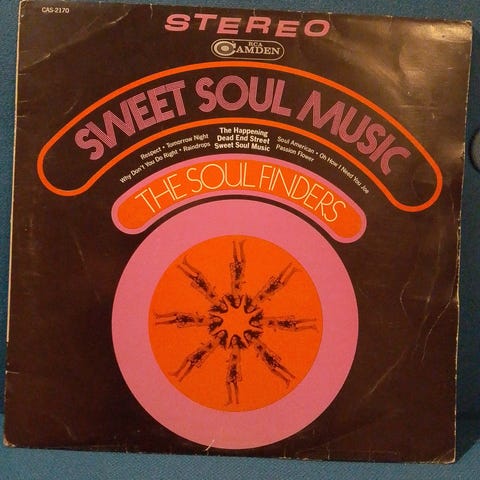 CAS-2170
STEREO
RCA
CAMDEN
SWEET SOUL MUSIC
Respect • Tomorrow Night
Why Don't You Do Right • Raindrops
The Happening
Dead End Street
Sweet Soul Music
Soul American • Oh How I Need You Joe
Passion Flower
THE SOUL FINDERS